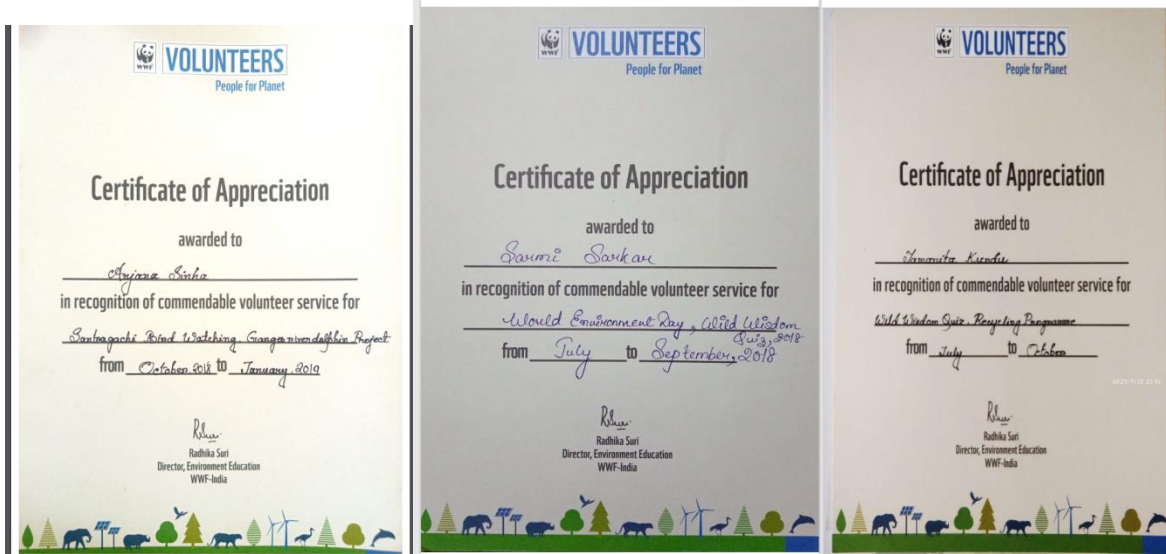 WWF
VOLUNTEERS
People for Planet
Certificate of Appreciation
awarded to
Anjana Sinha
in recognition of commendable volunteer service for
Santragachi Bird Watching, Ganges river dolphin Project
from October 2018 to January, 2019
Radhika Suri
Director, Environment Education
WWF-India
WWF
VOLUNTEERS
People for Planet
Certificate of Appreciation
awarded to
Sarmi Sarkar
in recognition of commendable volunteer service for
Would Environment Day, Wild Wisdom
Quiz, 2018
from July to September, 2018
Radhika Suri
Director, Environment Education
WWF-India
WWF
VOLUNTEERS
People for Planet
Certificate of Appreciation
awarded to
Tamanita Kundu
in recognition of commendable volunteer service for
Wild Wisdom Quiz, Recycling Programme
from July to October
Radhika Suri
Director, Environment Education
WWF-India